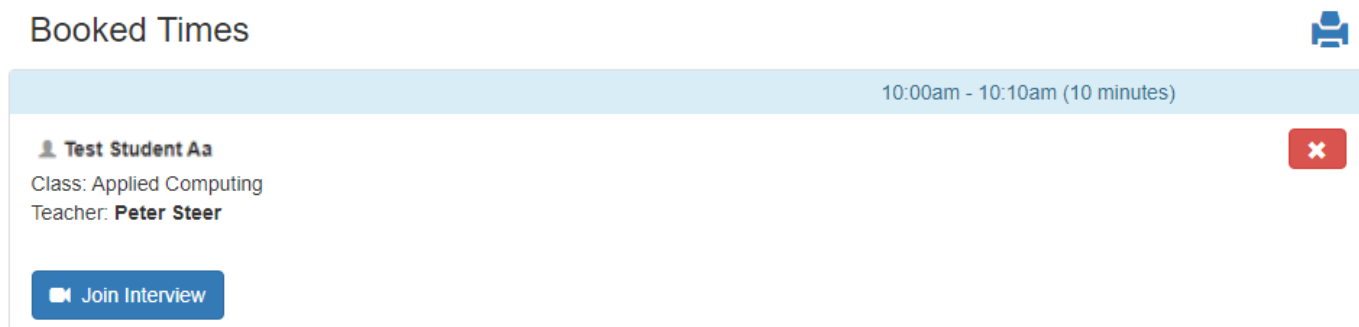 Booked Times
10:00am - 10:10am (10 minutes)
Test Student Aa
Class: Applied Computing
Teacher: Peter Steer
Join Interview